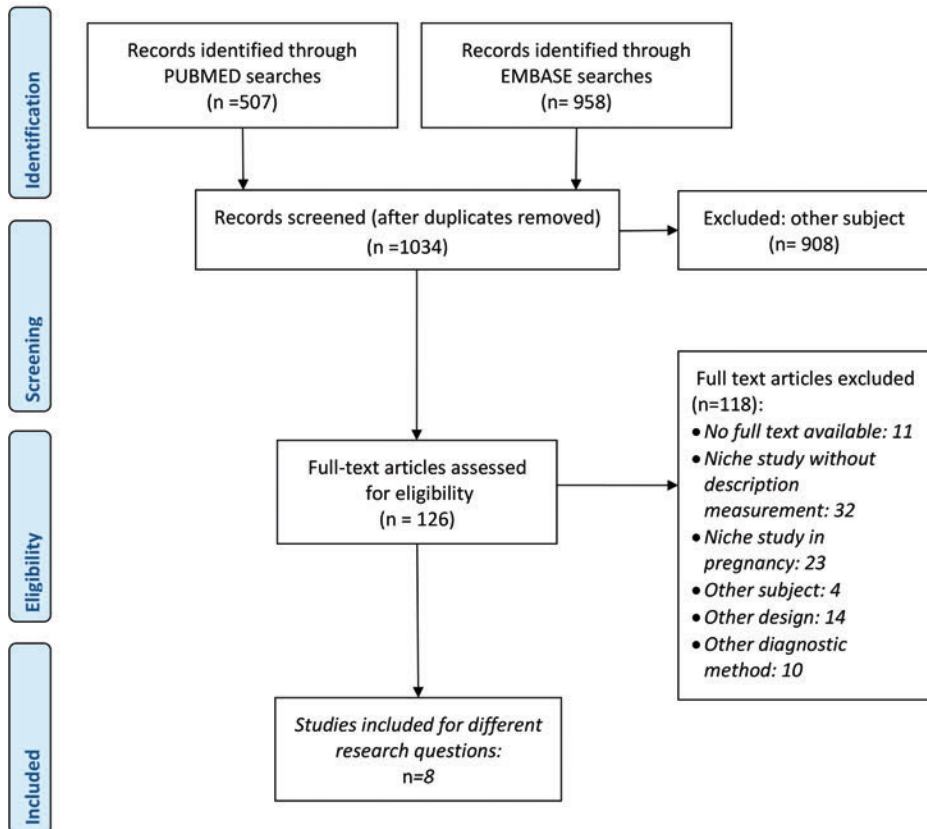 Identification
Records identified through
PUBMED searches
(n =507)
Records identified through
EMBASE searches
(n= 958)
Records screened (after duplicates removed)
(n =1034)
Excluded: other subject
(n= 908)
Screening
Full text articles excluded
(n=118):
• No full text available: 11
• Niche study without
description
measurement: 32
• Niche study in
pregnancy: 23
• Other subject: 4
• Other design: 14
• Other diagnostic
method: 10
Eligibility
Full-text articles assessed
for eligibility
(n = 126)
Included
Studies included for different
research questions:
n=8